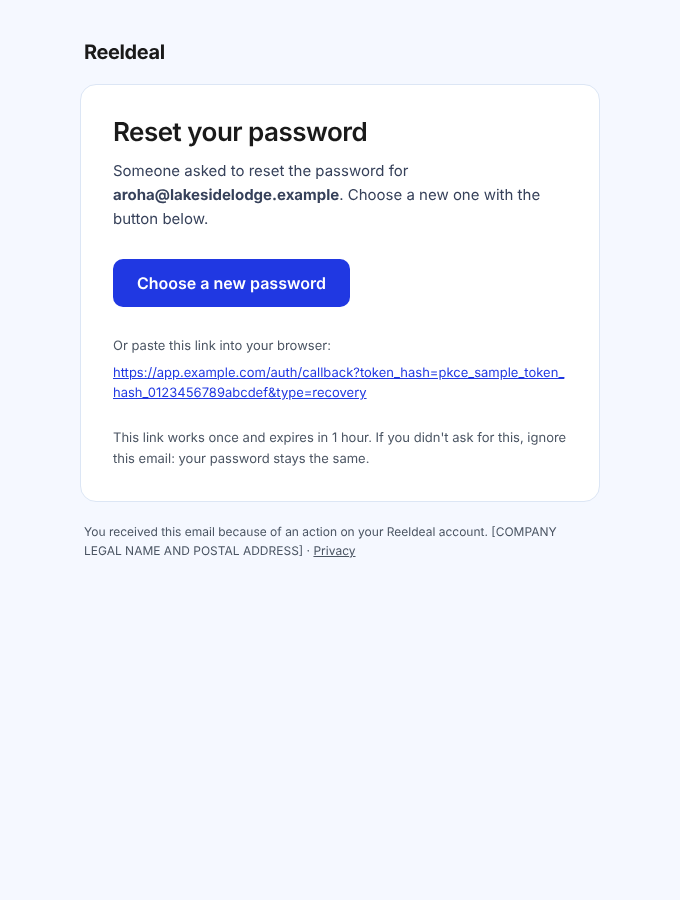 Reeldeal
Reset your password
Someone asked to reset the password for
aroha@lakesidelodge.example. Choose a new one with the
button below.
Choose a new password
Or paste this link into your browser:
https://app.example.com/auth/callback?token_hash=pkce_sample_token_
hash_0123456789abcdef&type=recovery
This link works once and expires in 1 hour. If you didn't ask for this, ignore
this email: your password stays the same.
You received this email because of an action on your Reeldeal account. [COMPANY
LEGAL NAME AND POSTAL ADDRESS] · Privacy